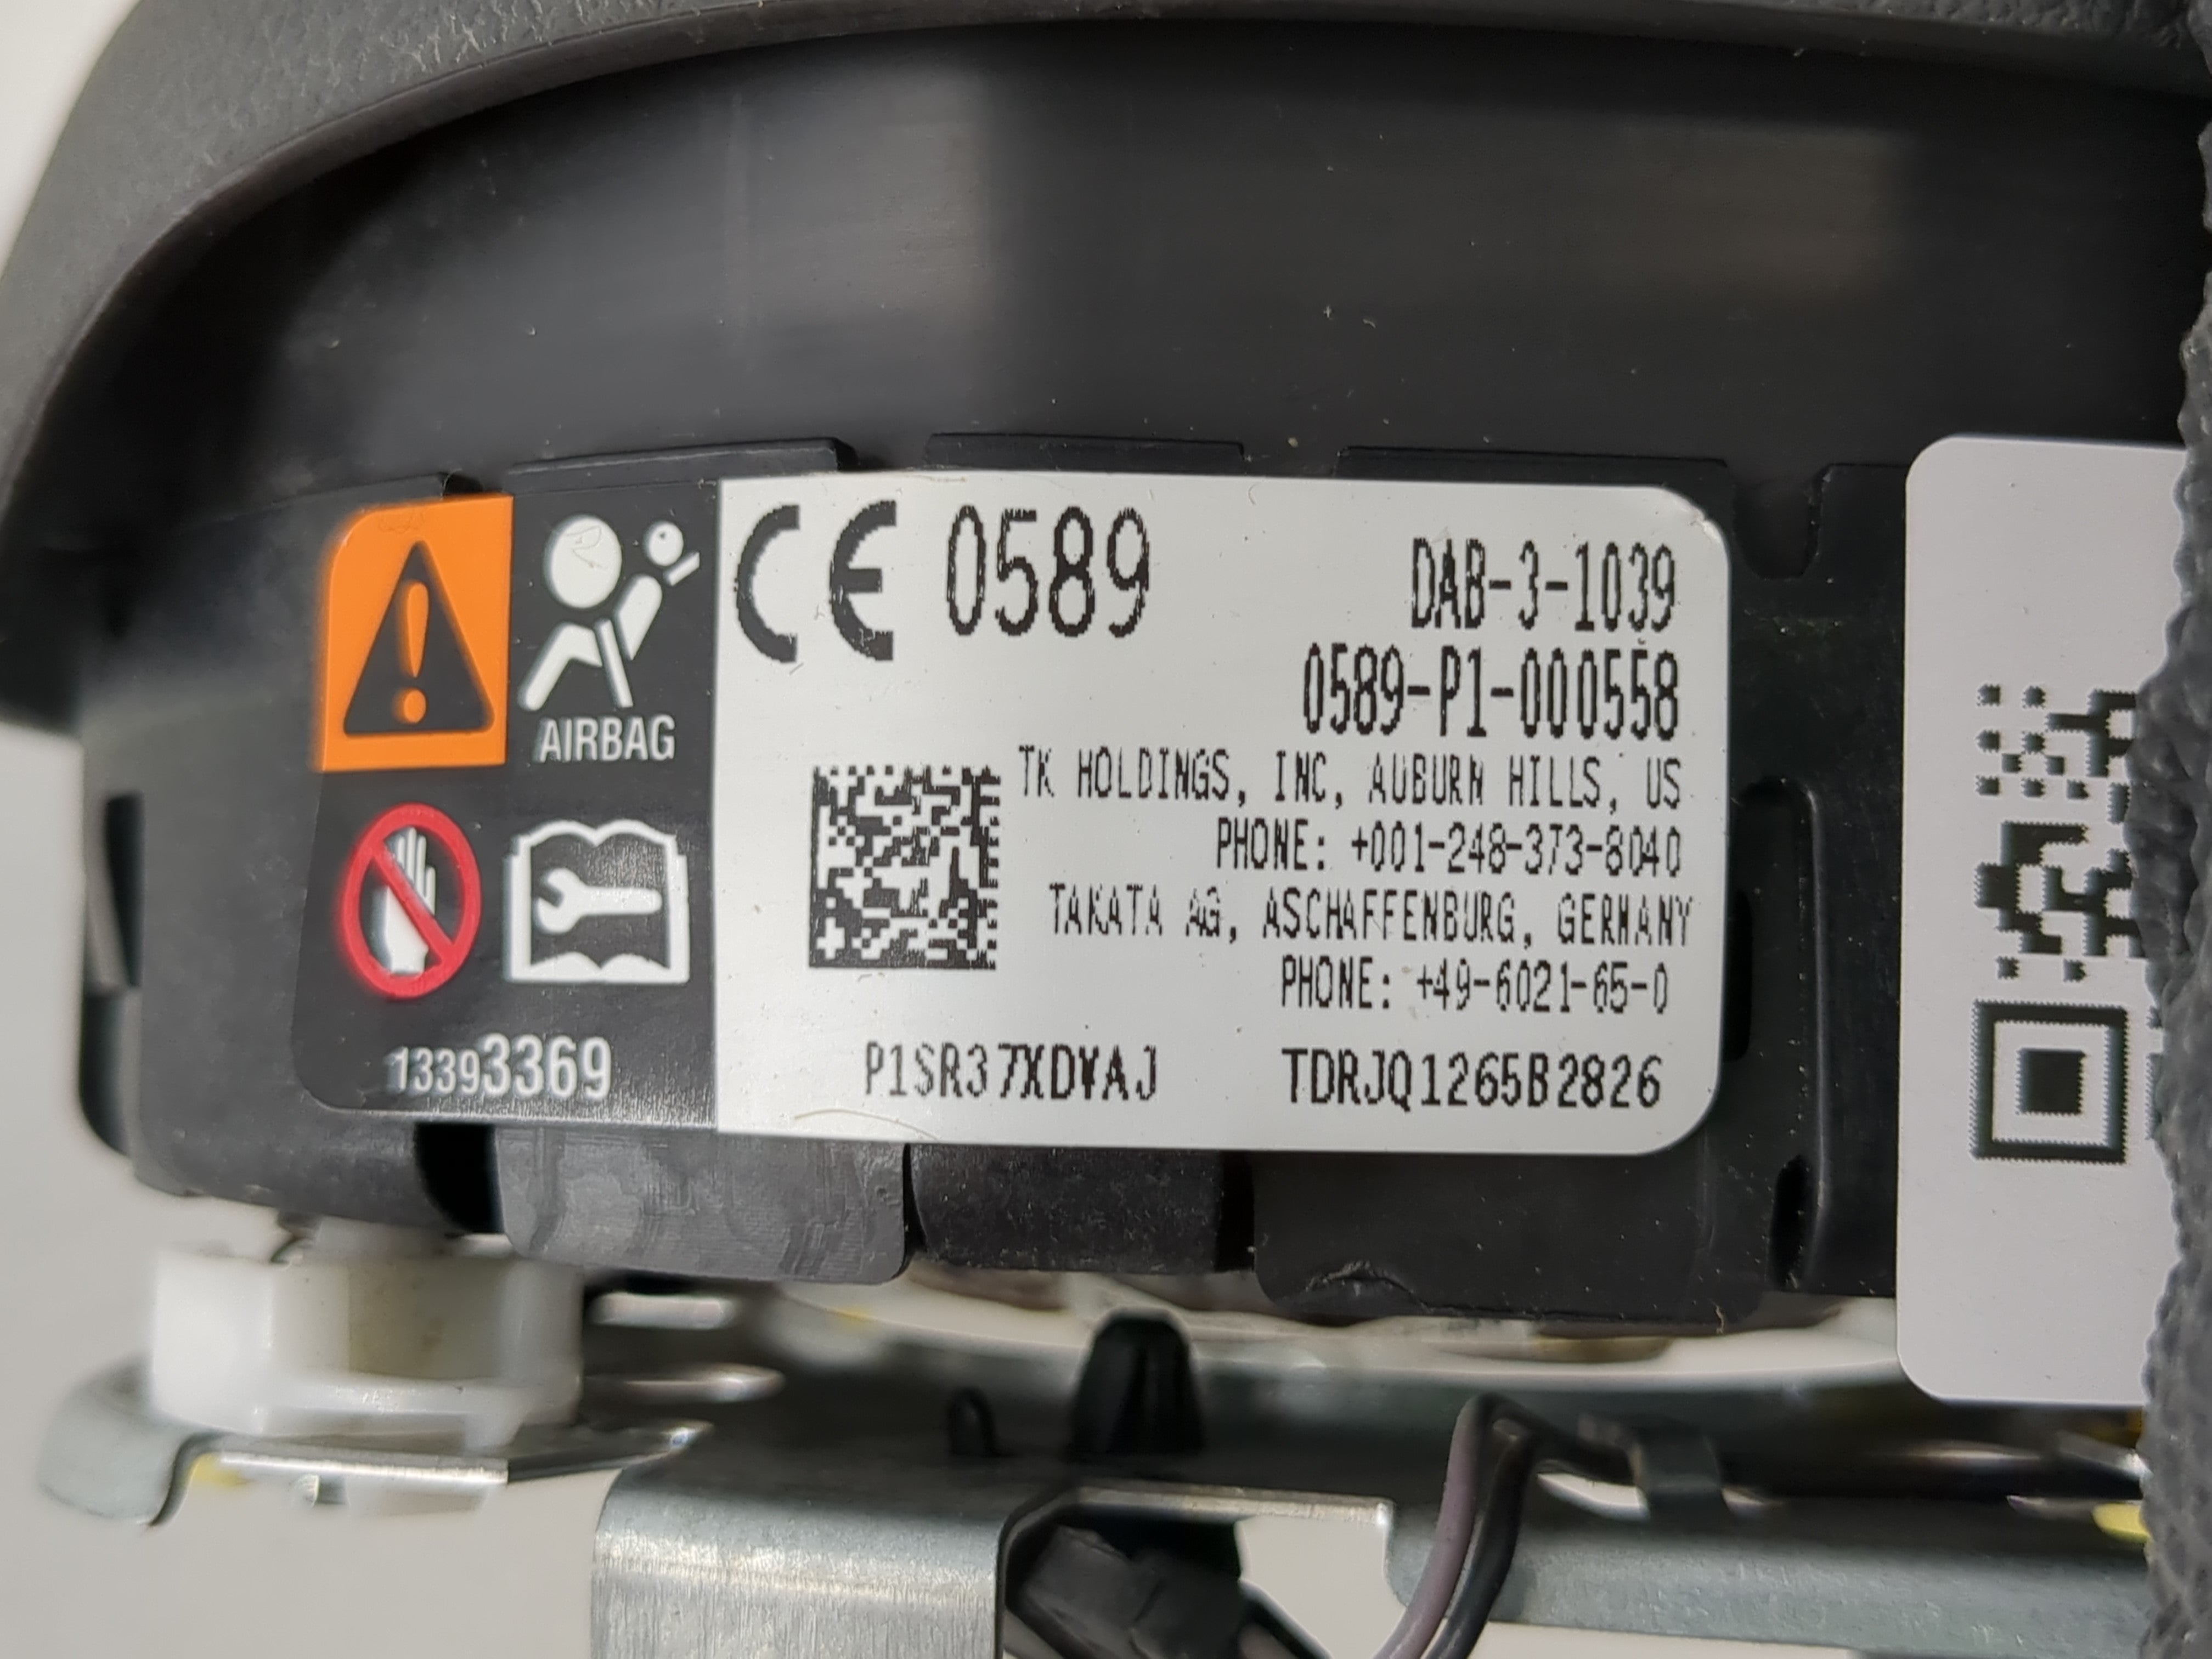 CE 0589
DAB-3-1039
0589-P1-000558
AIRBAG
TK HOLDINGS, INC, AUBURN HILLS, US
PHONE: +001-248-373-8040
TAKATA AG, ASCHAFFENBURG, GERMANY
PHONE: +49-6021-65-0
13393369
P1SR37XDVAJ
TDRJQ1265B2826